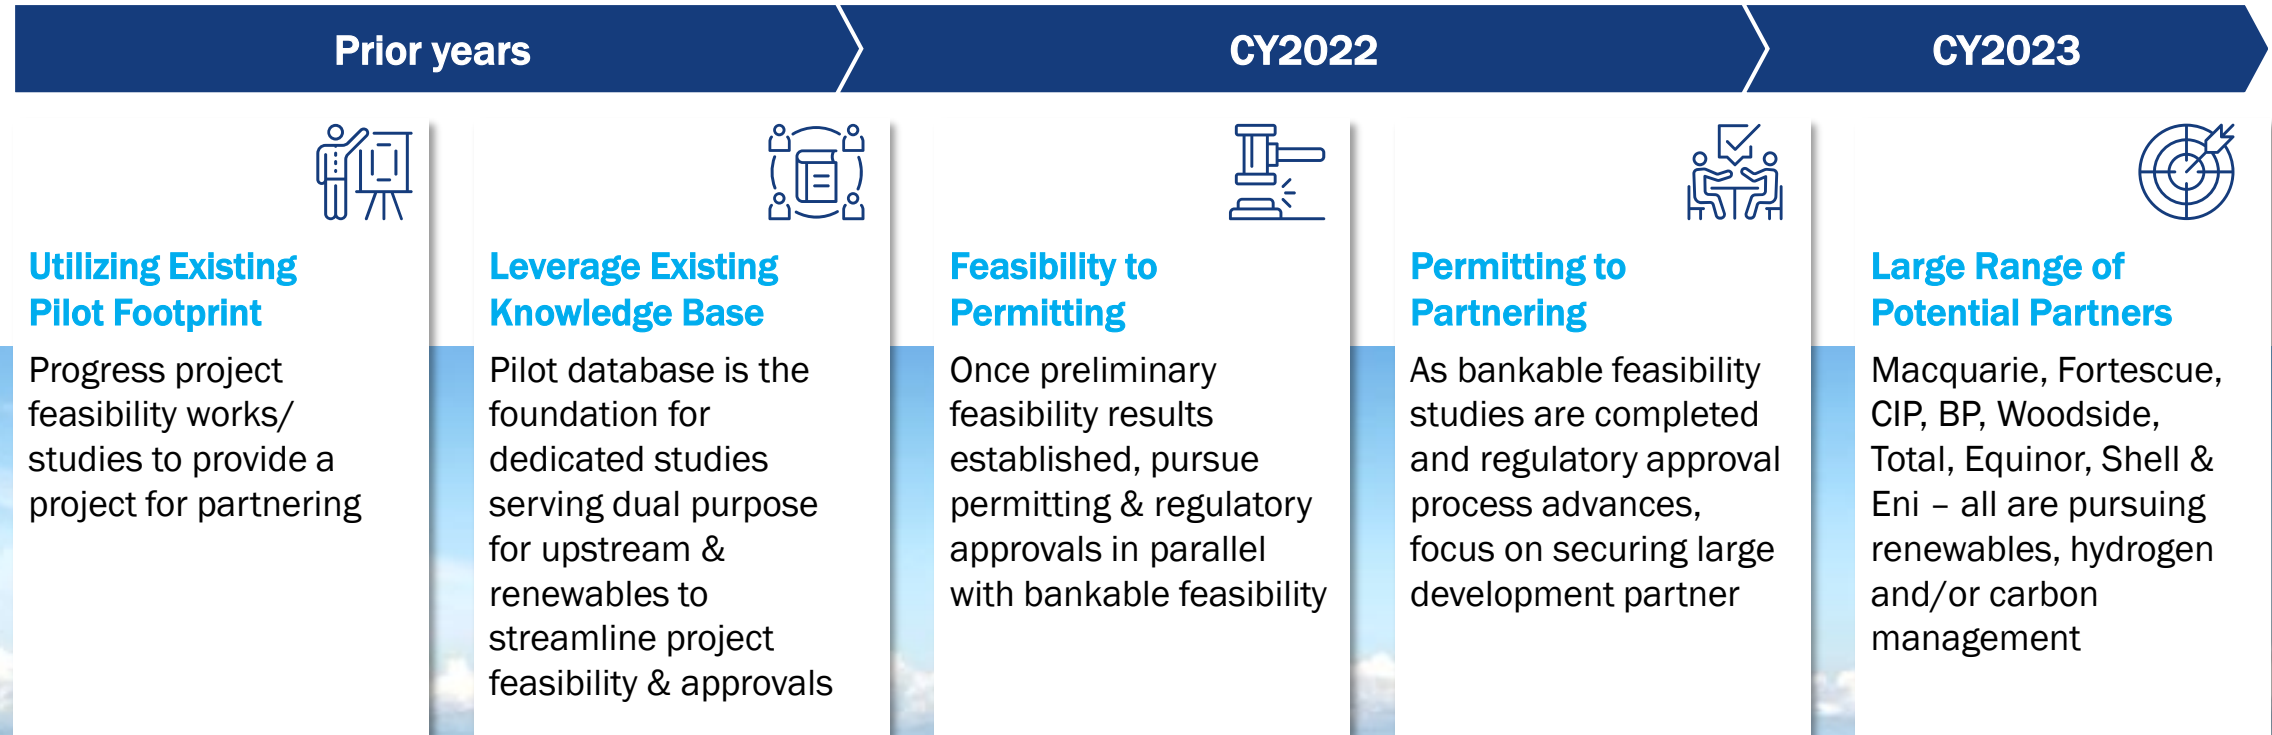 Prior years
CY2022
CY2023
Utilizing Existing
Pilot Footprint
Progress project
feasibility works/
studies to provide a
project for partnering
Leverage Existing
Knowledge Base
Pilot database is the
foundation for
dedicated studies
serving dual purpose
for upstream &
renewables to
streamline project
feasibility & approvals
Feasibility to
Permitting
Once preliminary
feasibility results
established, pursue
permitting & regulatory
approvals in parallel
with bankable feasibility
Permitting to
Partnering
As bankable feasibility
studies are completed
and regulatory approval
process advances,
focus on securing large
development partner
Large Range of
Potential Partners
Macquarie, Fortescue,
CIP, BP, Woodside,
Total, Equinor, Shell &
Eni – all are pursuing
renewables, hydrogen
and/or carbon
management